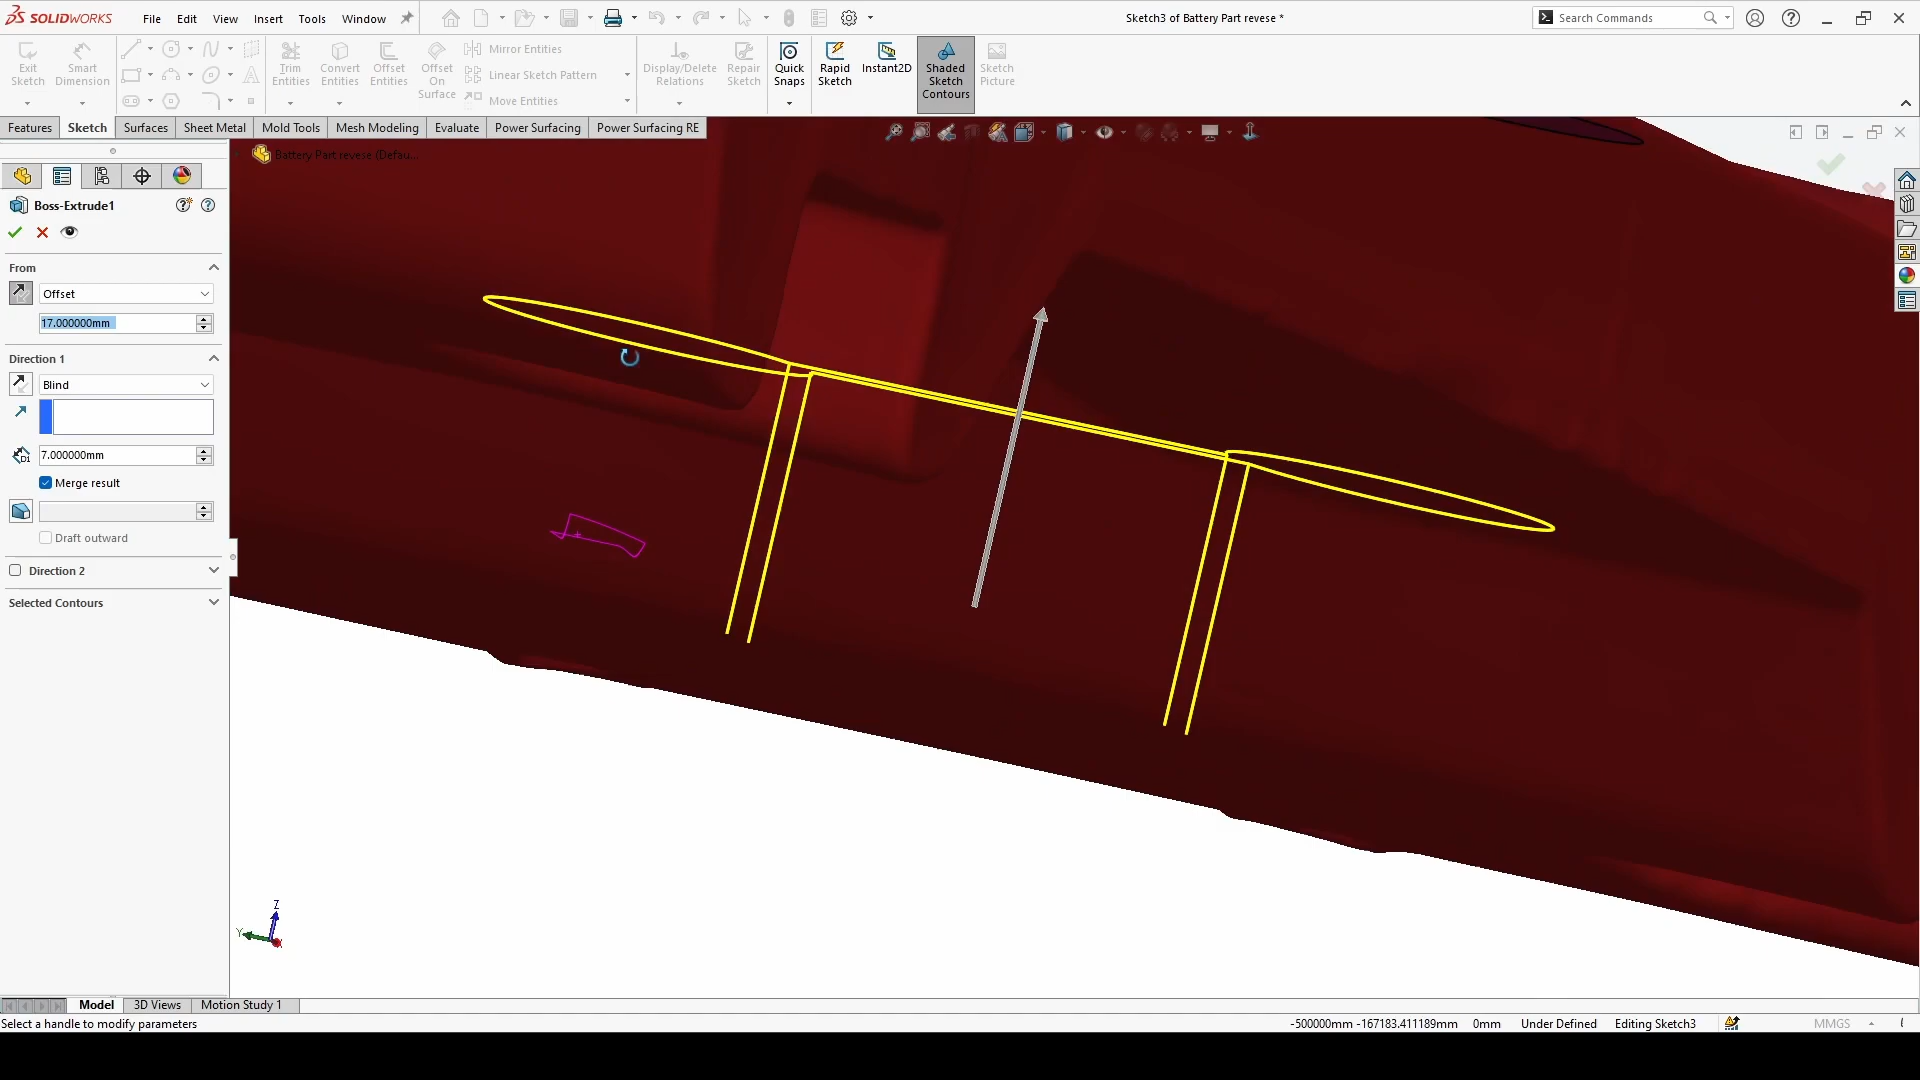 SOLIDWORKS
File Edit View Insert Tools Window
Sketch3 of Battery Part revese *
Search Commands
Exit Sketch
Smart Dimension
Trim Entities
Convert Entities
Offset Entities
Offset On Surface
Mirror Entities
Linear Sketch Pattern
Move Entities
Display/Delete Relations
Repair Sketch
Quick Snaps
Rapid Sketch
Instant2D
Shaded Sketch Contours
Sketch Picture
Features Sketch Surfaces Sheet Metal Mold Tools Mesh Modeling Evaluate Power Surfacing Power Surfacing RE
Battery Part revese (Defau...
Boss-Extrude1
From
Offset
17.000000mm
Direction 1
Blind
D1
7.000000mm
Merge result
Draft outward
Direction 2
Selected Contours
Z
Y
X
Model 3D Views Motion Study 1
Select a handle to modify parameters
-500000mm -167183.411189mm 0mm Under Defined Editing Sketch3 MMGS